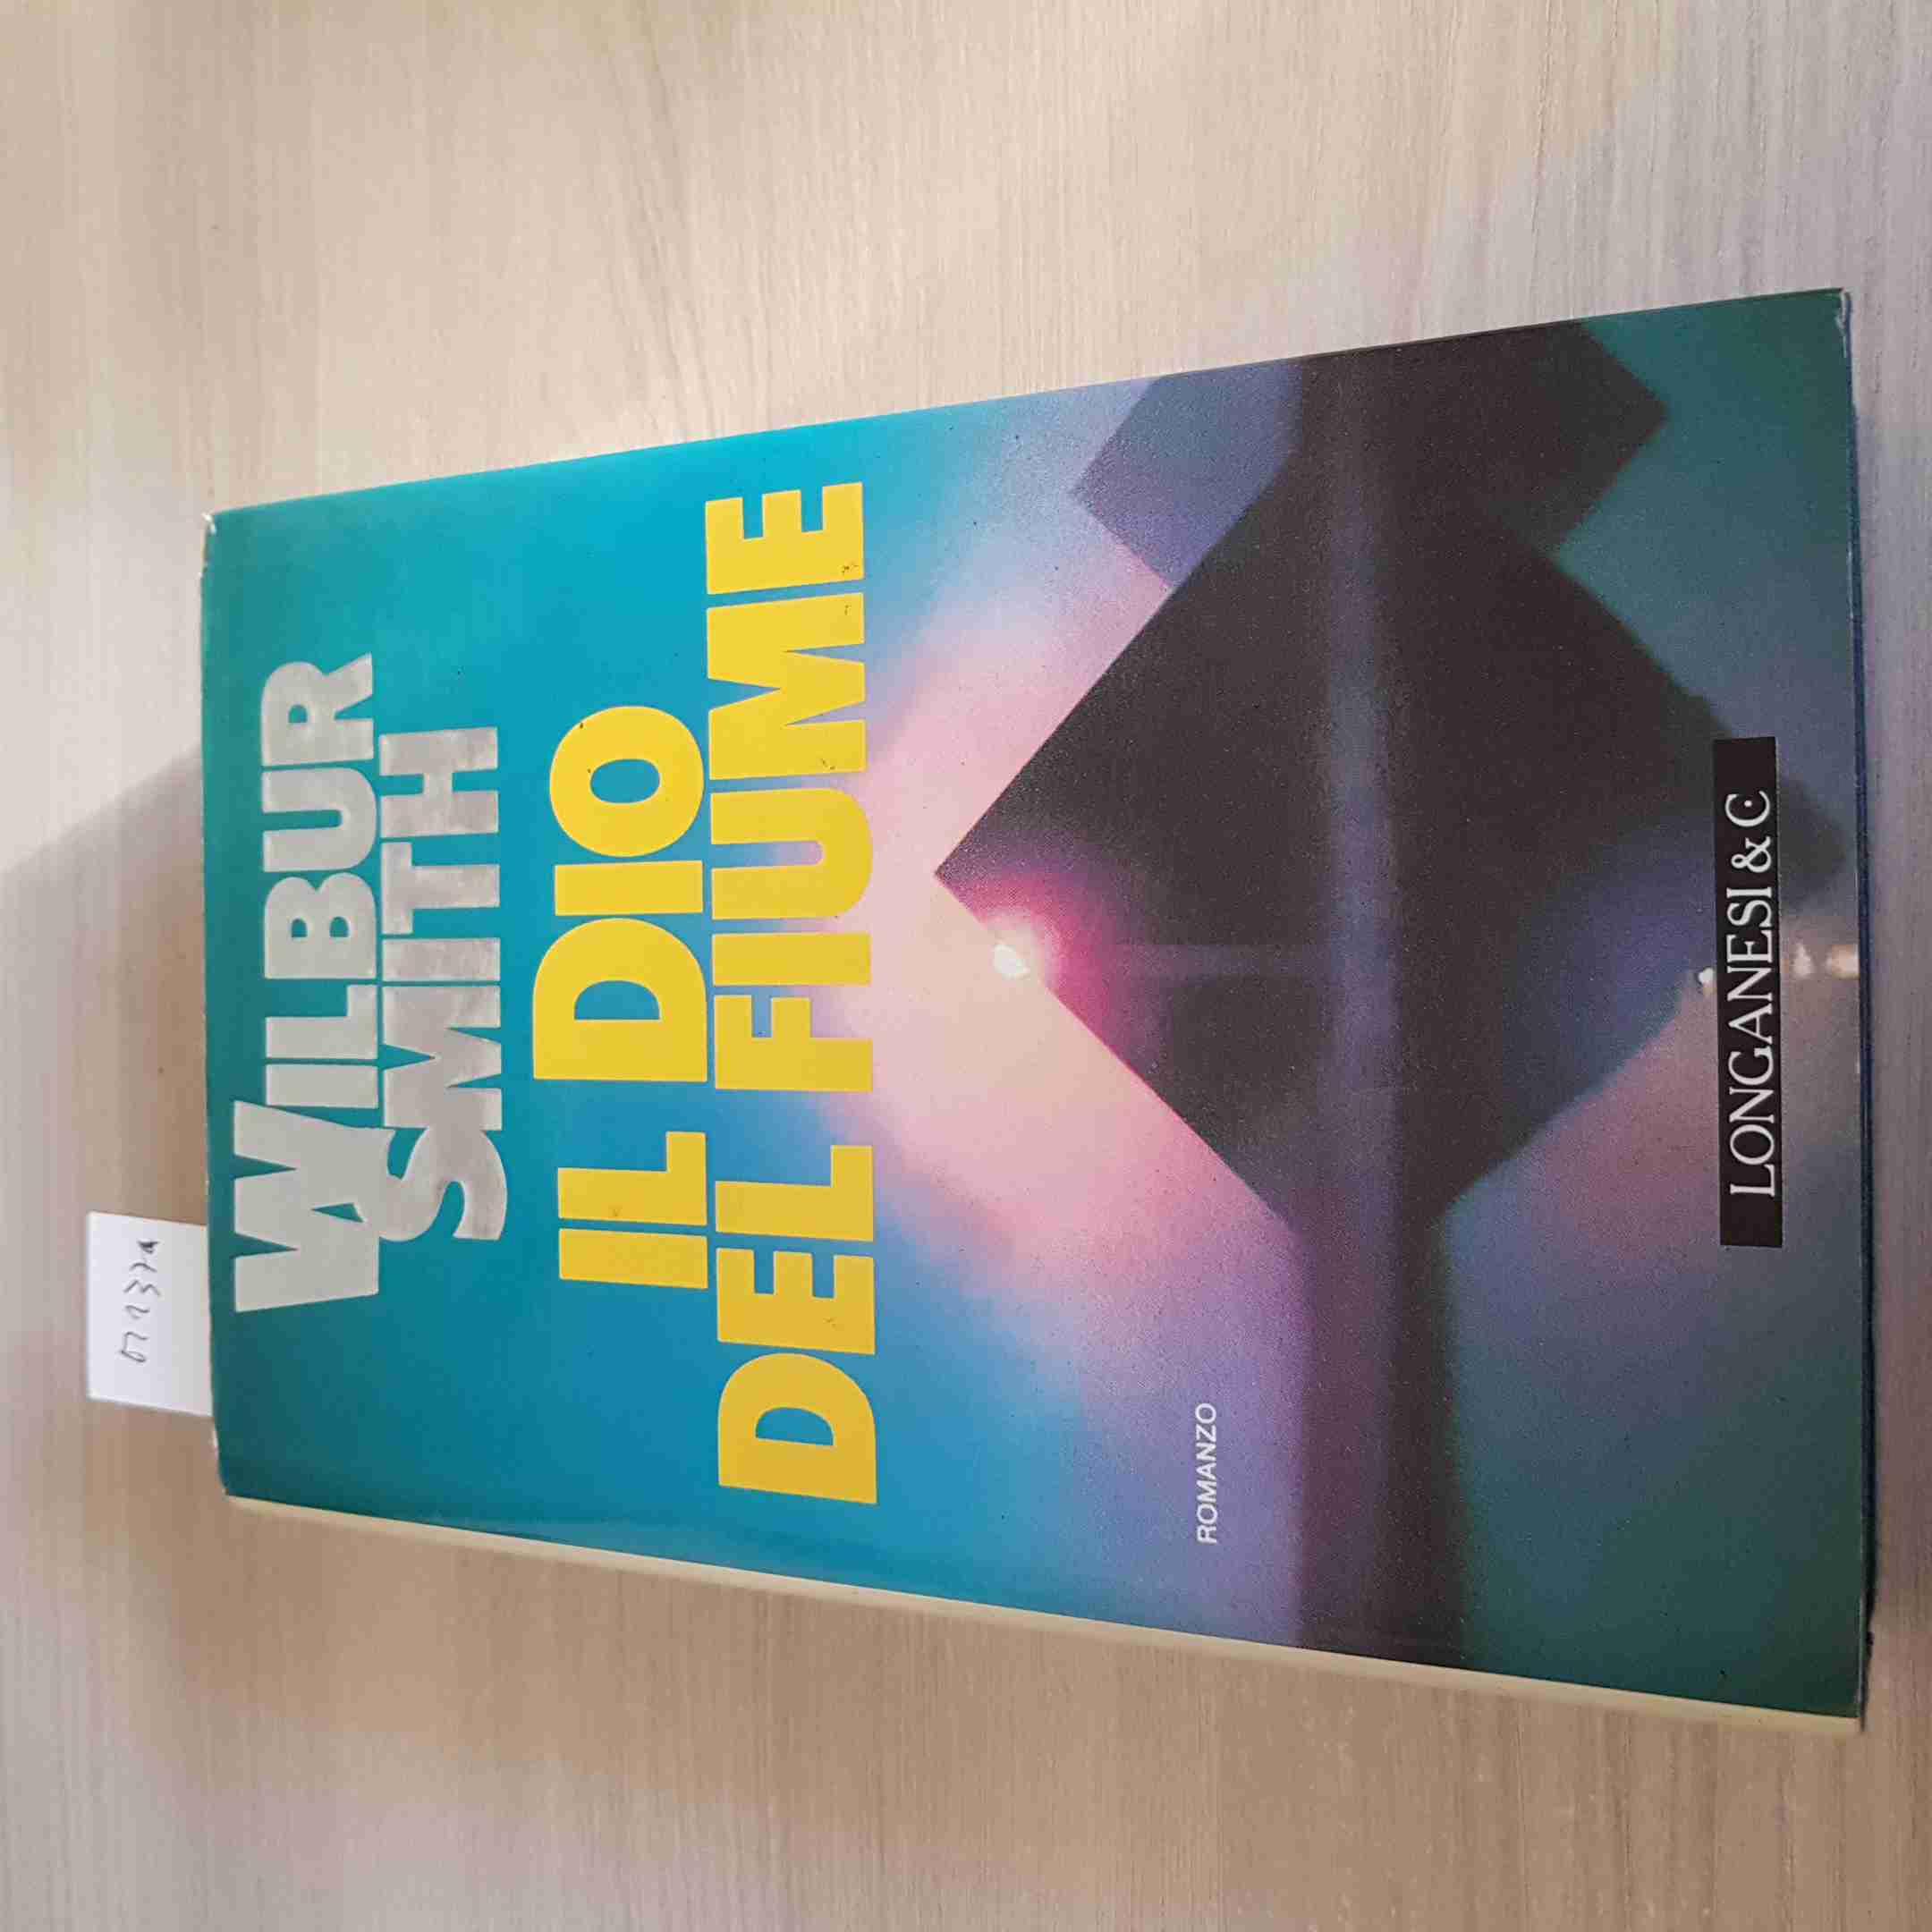 WILBUR
SMITH
IL DIO
DEL FIUME
ROMANZO
LONGANESI & C.